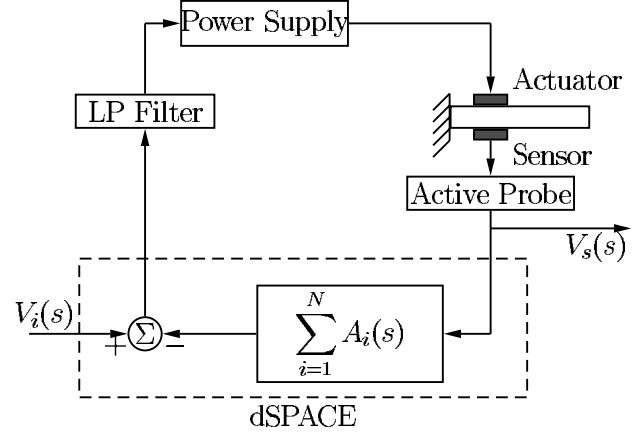 Power Supply
LP Filter
Actuator
Sensor
Active Probe
V_s(s)
V_i(s)
+ Σ −
N
∑ A_i(s)
i=1
dSPACE